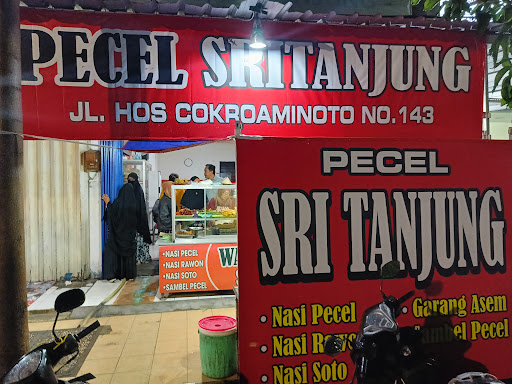 PECEL SRITANJUNG
JL. HOS COKROAMINOTO NO.143
PECEL
SRI TANJUNG
• Nasi Pecel
• Nasi
• Nasi Soto
• Garang Asem
Sambel Pecel
• NASI PECEL
• NASI RAWON
• NASI SOTO
• SAMBEL PECEL